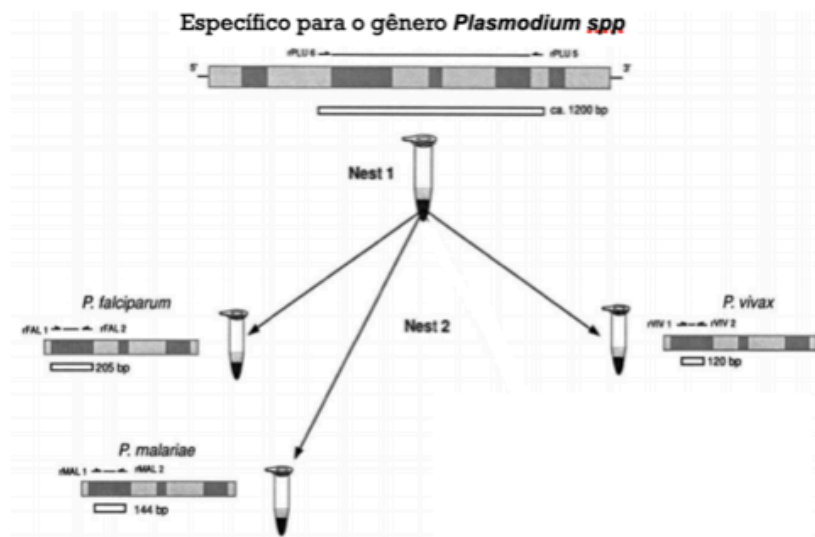 Específico para o gênero Plasmodium spp
rPLU 6
rPLU 5
5'
3'
ca. 1200 bp
Nest 1
P. falciparum
rFAL 1
rFAL 2
205 bp
Nest 2
P. vivax
rVIV 1
rVIV 2
120 bp
P. malariae
rMAL 1
rMAL 2
144 bp